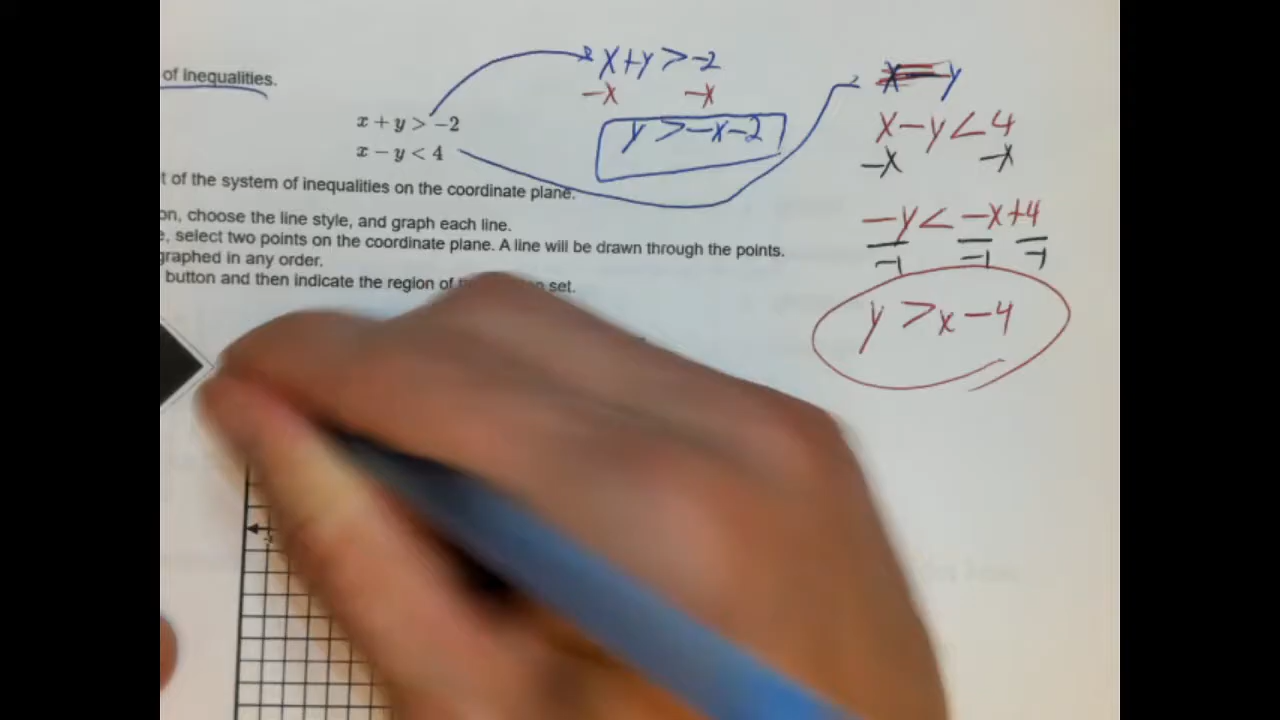 of inequalities.
x + y > -2
x - y < 4
t of the system of inequalities on the coordinate plane.
on, choose the line style, and graph each line.
e, select two points on the coordinate plane. A line will be drawn through the points.
graphed in any order.
button and then indicate the region of set.
x+y > -2
-x -x
y > -x-2
x - y
x - y < 4
-x -x
-y < -x+4
-1 -1 -1
y > x - 4